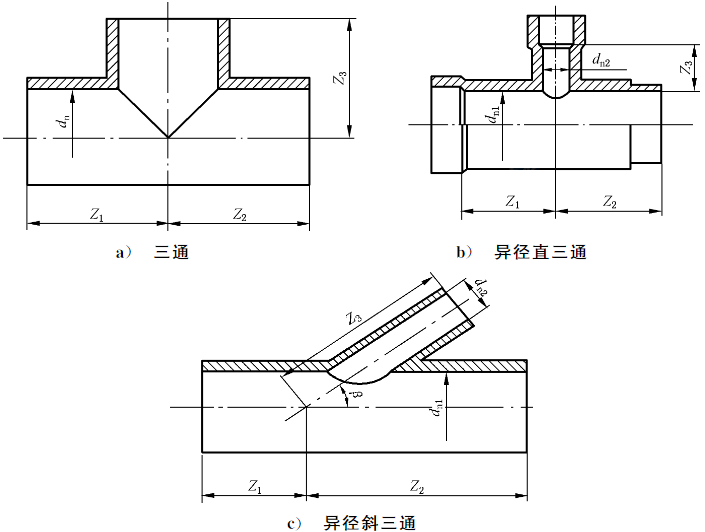 Z3
dn
Z1
Z2
a） 三通
dn2
Z3
dn1
Z1
Z2
b） 异径直三通
Z3
dn2
β
dn1
Z1
Z2
c） 异径斜三通